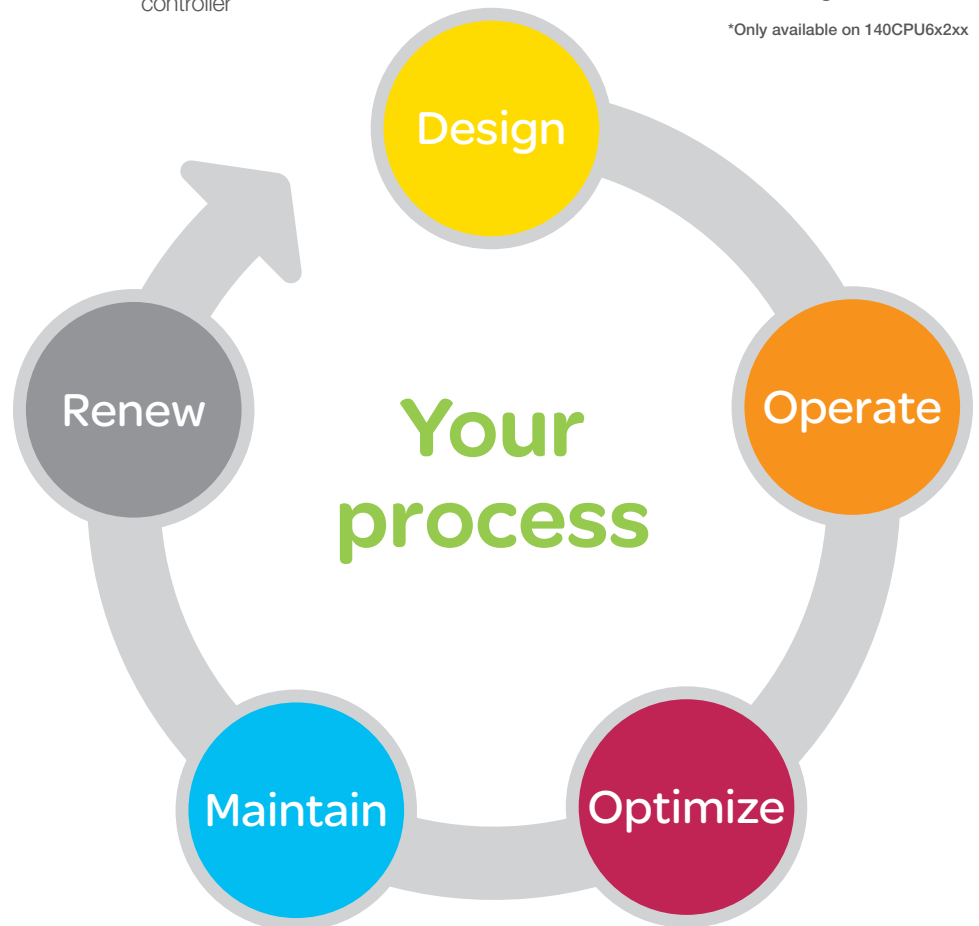 controller
*Only available on 140CPU6x2xx
Design
Renew
Operate
Your
process
Maintain
Optimize